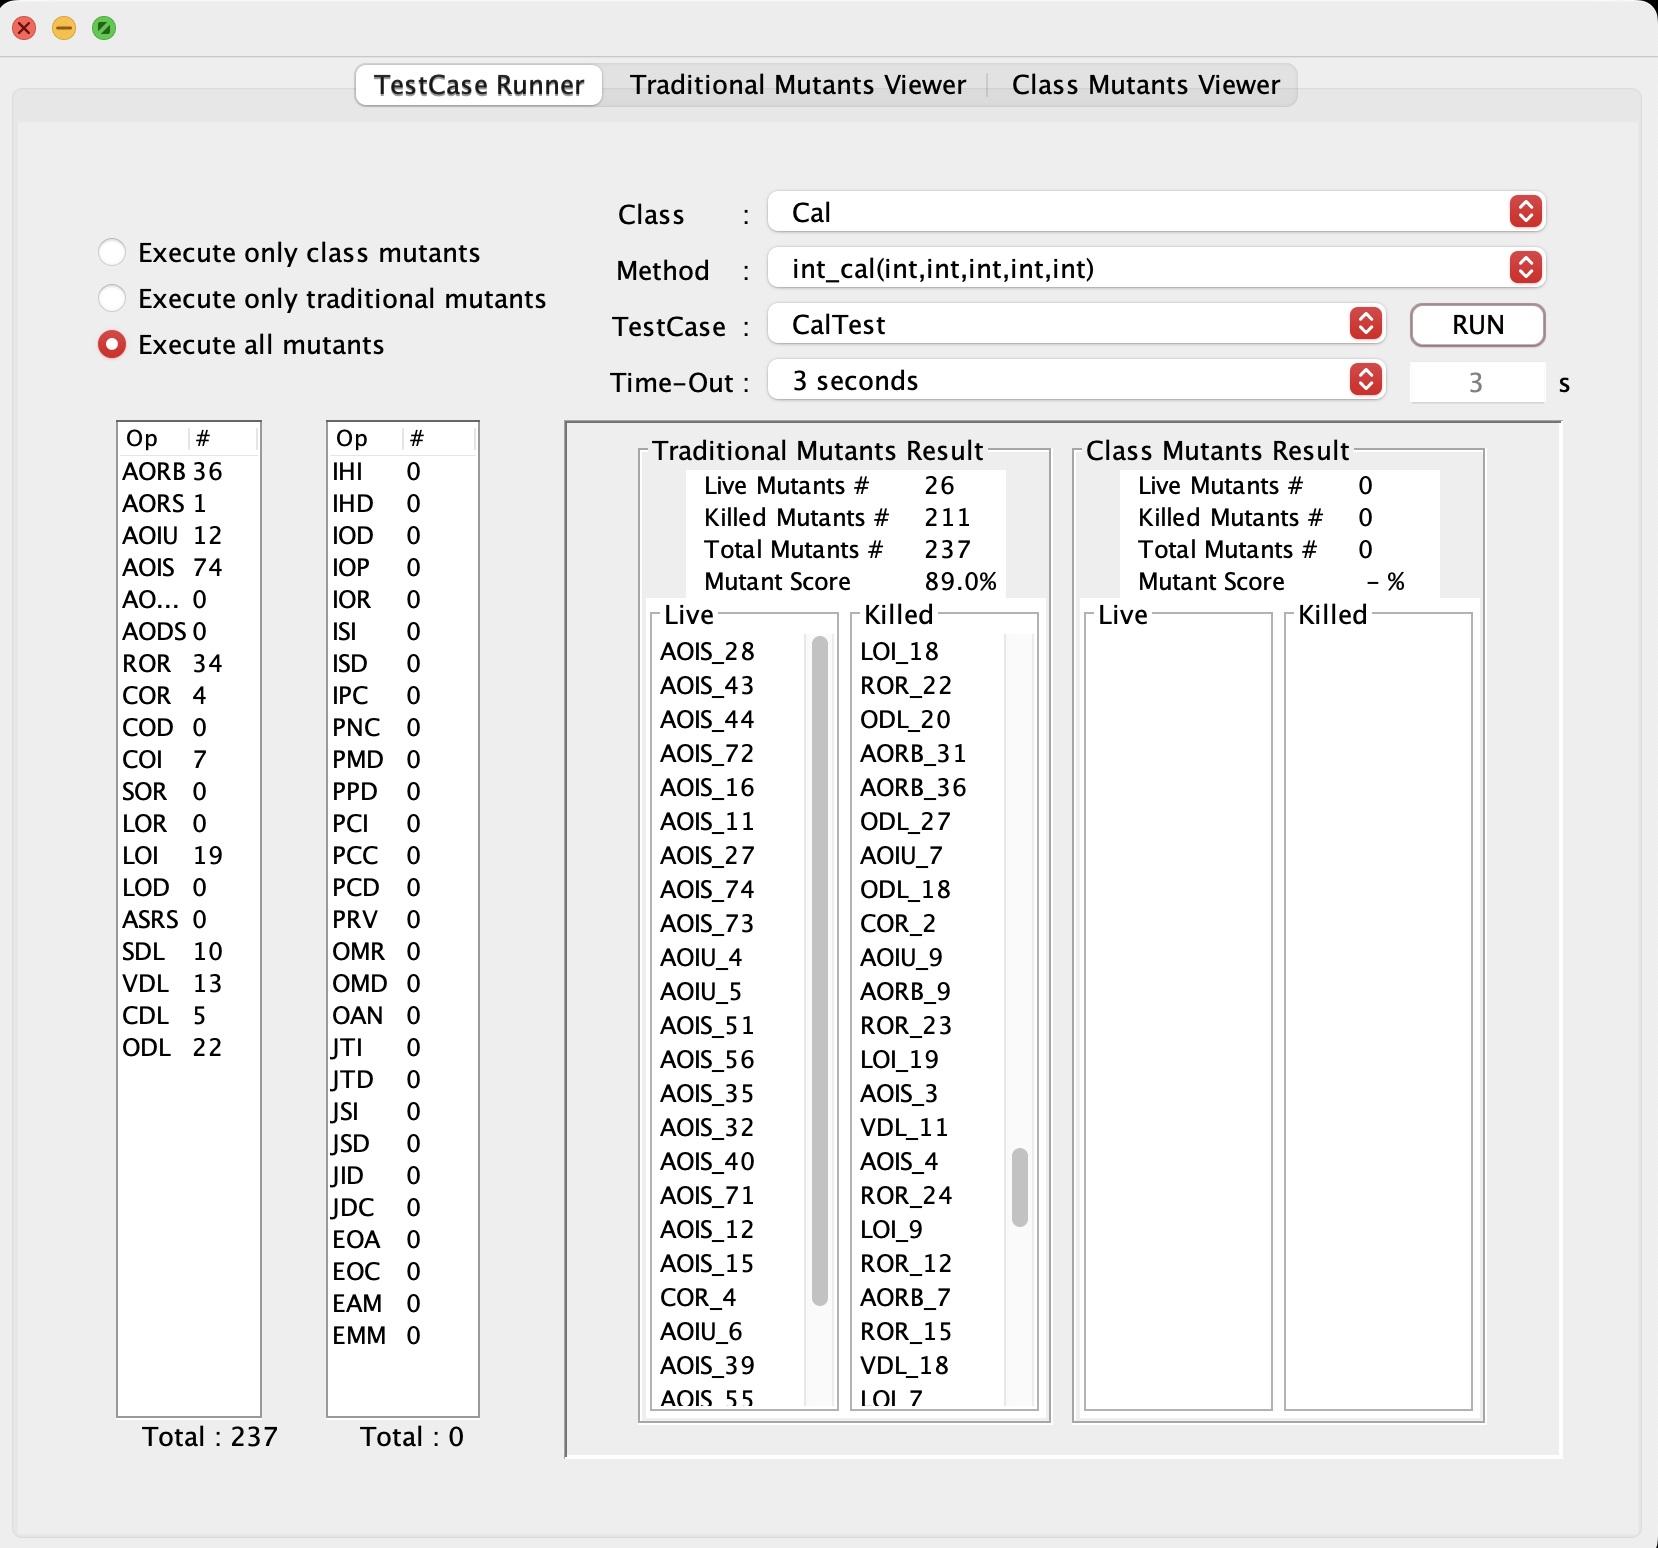 TestCase Runner Traditional Mutants Viewer Class Mutants Viewer
Execute only class mutants
Execute only traditional mutants
Execute all mutants
Class : Cal
Method : int_cal(int,int,int,int,int)
TestCase : CalTest RUN
Time-Out : 3 seconds 3 s
Op #
AORB 36
AORS 1
AOIU 12
AOIS 74
AO... 0
AODS 0
ROR 34
COR 4
COD 0
COI 7
SOR 0
LOR 0
LOI 19
LOD 0
ASRS 0
SDL 10
VDL 13
CDL 5
ODL 22
Total : 237
Op #
IHI 0
IHD 0
IOD 0
IOP 0
IOR 0
ISI 0
ISD 0
IPC 0
PNC 0
PMD 0
PPD 0
PCI 0
PCC 0
PCD 0
PRV 0
OMR 0
OMD 0
OAN 0
JTI 0
JTD 0
JSI 0
JSD 0
JID 0
JDC 0
EOA 0
EOC 0
EAM 0
EMM 0
Total : 0
Traditional Mutants Result
Live Mutants # 26
Killed Mutants # 211
Total Mutants # 237
Mutant Score 89.0%
Live
AOIS_28
AOIS_43
AOIS_44
AOIS_72
AOIS_16
AOIS_11
AOIS_27
AOIS_74
AOIS_73
AOIU_4
AOIU_5
AOIS_51
AOIS_56
AOIS_35
AOIS_32
AOIS_40
AOIS_71
AOIS_12
AOIS_15
COR_4
AOIU_6
AOIS_39
AOIS_55
Killed
LOI_18
ROR_22
ODL_20
AORB_31
AORB_36
ODL_27
AOIU_7
ODL_18
COR_2
AOIU_9
AORB_9
ROR_23
LOI_19
AOIS_3
VDL_11
AOIS_4
ROR_24
LOI_9
ROR_12
AORB_7
ROR_15
VDL_18
LOI_7
Class Mutants Result
Live Mutants # 0
Killed Mutants # 0
Total Mutants # 0
Mutant Score - %
Live
Killed